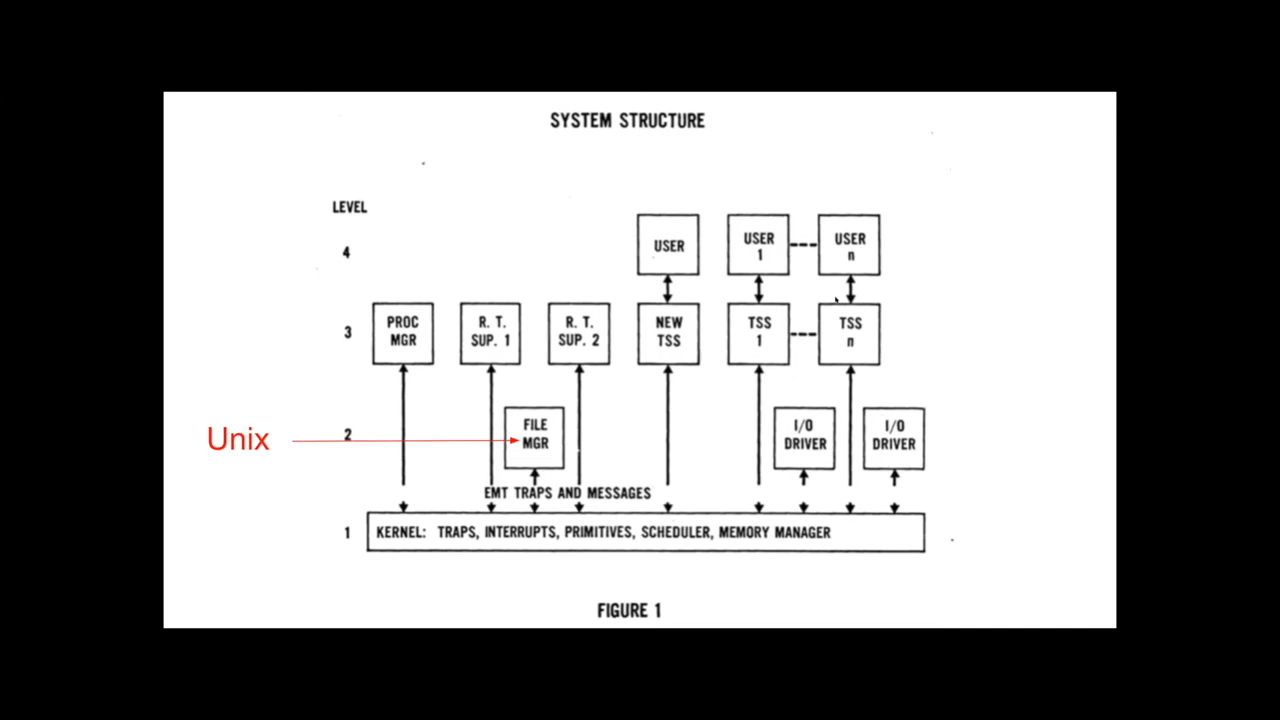 SYSTEM STRUCTURE
LEVEL
4
USER
USER
1
USER
n
3
PROC
MGR
R. T.
SUP. 1
R. T.
SUP. 2
NEW
TSS
TSS
1
TSS
n
Unix
2
FILE
MGR
I/O
DRIVER
I/O
DRIVER
EMT TRAPS AND MESSAGES
1
KERNEL: TRAPS, INTERRUPTS, PRIMITIVES, SCHEDULER, MEMORY MANAGER
FIGURE 1